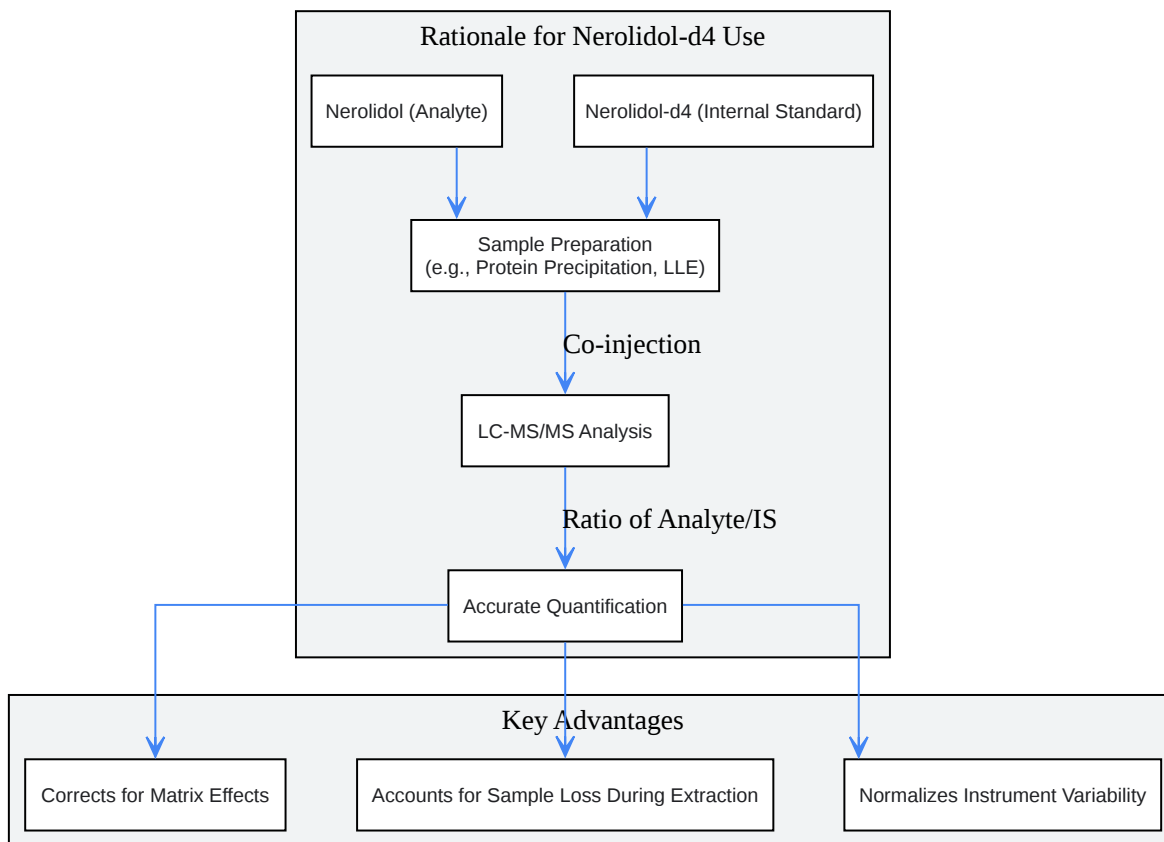 Rationale for Nerolidol-d4 Use
Nerolidol (Analyte)
Nerolidol-d4 (Internal Standard)
Sample Preparation
(e.g., Protein Precipitation, LLE)
Co-injection
LC-MS/MS Analysis
Ratio of Analyte/IS
Accurate Quantification
Key Advantages
Corrects for Matrix Effects
Accounts for Sample Loss During Extraction
Normalizes Instrument Variability